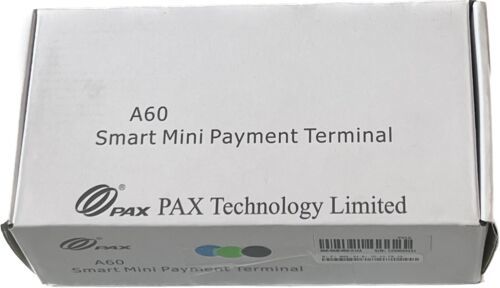 A60
Smart Mini Payment Terminal
PAX® PAX Technology Limited
PAX
A60
Smart Mini Payment Terminal